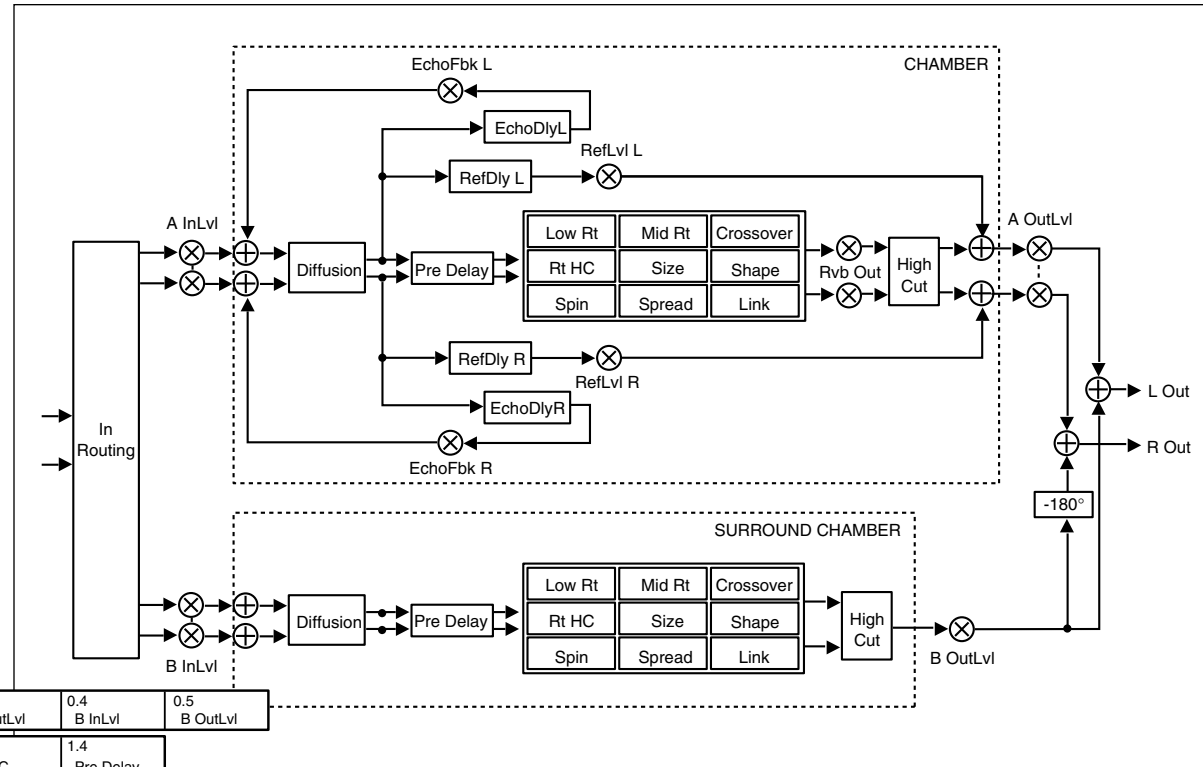 CHAMBER
EchoFbk L
EchoDlyL
RefLvl L
RefDly L
A InLvl
A OutLvl
Low Rt Mid Rt Crossover
Diffusion
Pre Delay
Rt HC Size Shape
Rvb Out
High
Cut
Spin Spread Link
RefDly R
RefLvl R
EchoDlyR
EchoFbk R
In
Routing
L Out
R Out
-180°
SURROUND CHAMBER
Low Rt Mid Rt Crossover
Diffusion
Pre Delay
Rt HC Size Shape
High
Cut
Spin Spread Link
B InLvl
B OutLvl
0.4 0.5
B InLvl B OutLvl
1.4